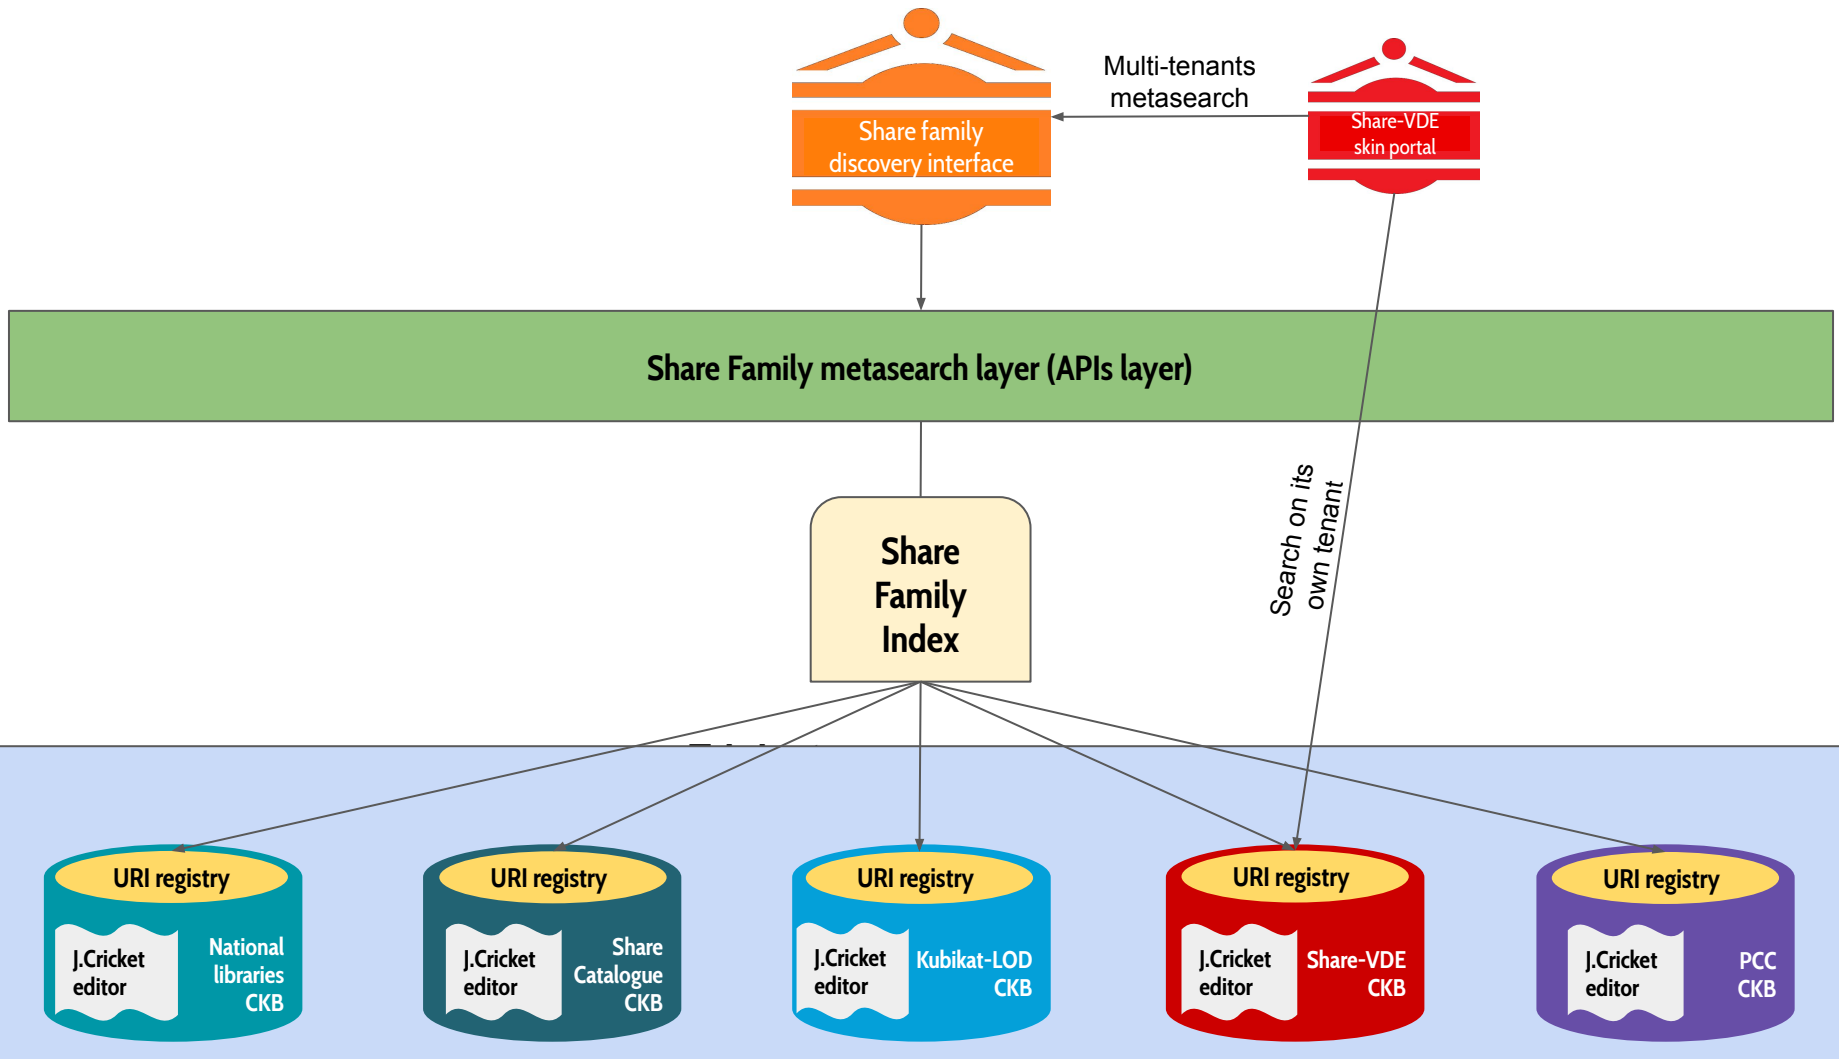 Multi-tenants
metasearch
Share family
discovery interface
Share-VDE
skin portal
Share Family metasearch layer (APIs layer)
Search on its
own tenant
Share
Family
Index
URI registry
J.Cricket
editor
National
libraries
CKB
URI registry
J.Cricket
editor
Share
Catalogue
CKB
URI registry
J.Cricket
editor
Kubikat-LOD
CKB
URI registry
J.Cricket
editor
Share-VDE
CKB
URI registry
J.Cricket
editor
PCC
CKB